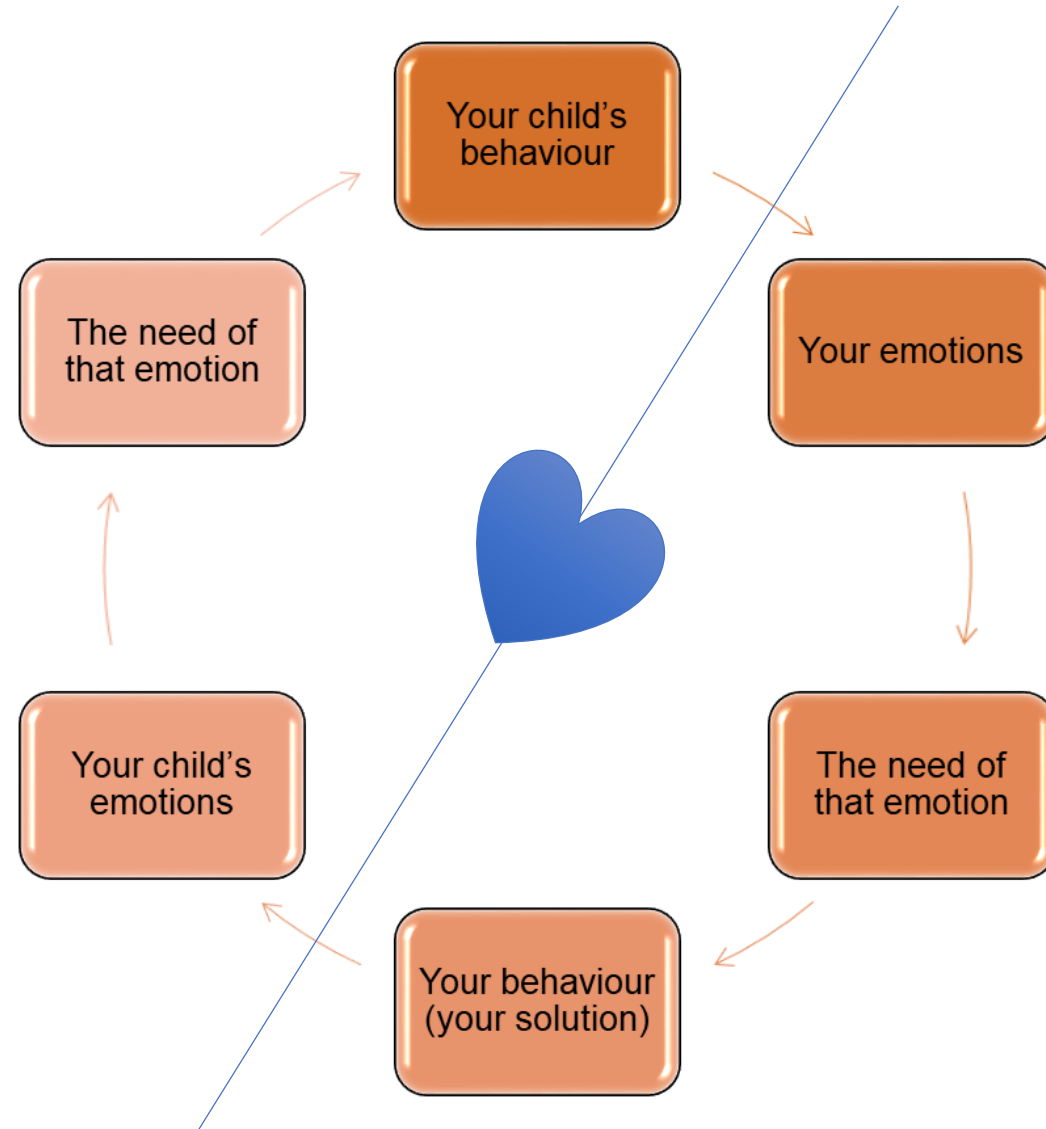 Your child’s
behaviour
Your emotions
The need of
that emotion
Your behaviour
(your solution)
Your child’s
emotions
The need of
that emotion